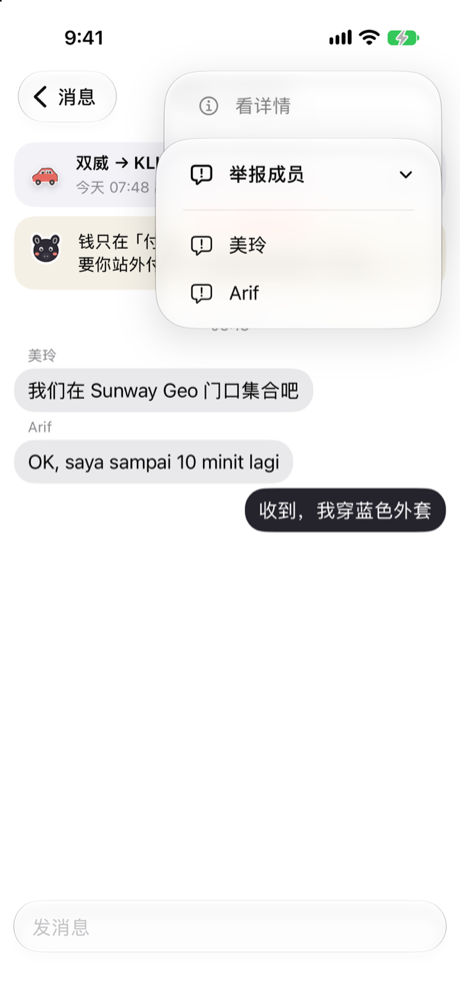 9:41
消息
看详情
双威 → KL
今天 07:48
举报成员
钱只在「付
要你站外付
美玲
Arif
美玲
我们在 Sunway Geo 门口集合吧
Arif
OK, saya sampai 10 minit lagi
收到，我穿蓝色外套
发消息